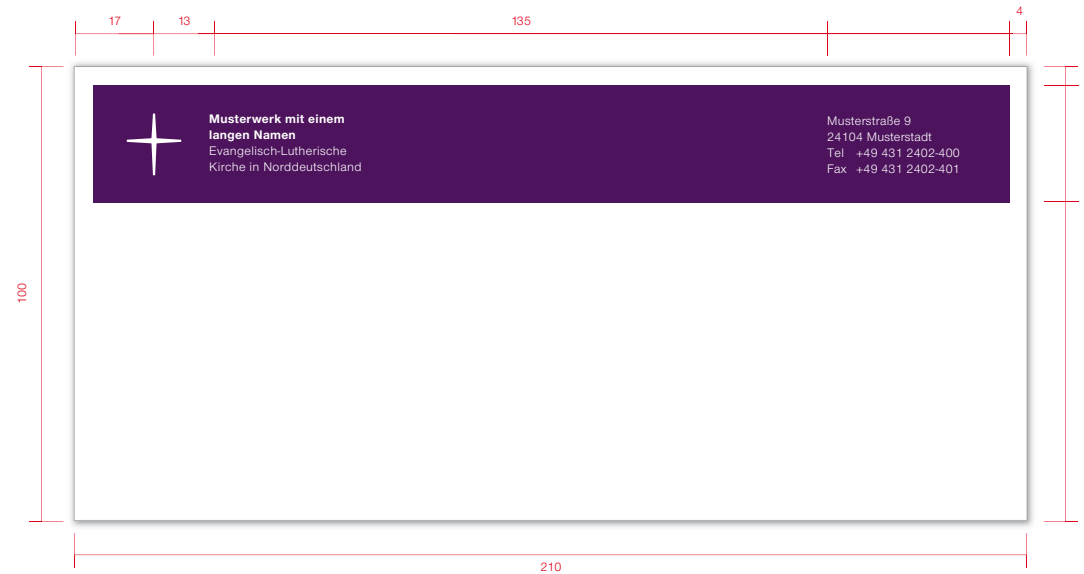 17
13
135
4
Musterwerk mit einem
langen Namen
Evangelisch-Lutherische
Kirche in Norddeutschland
Musterstraße 9
24104 Musterstadt
Tel +49 431 2402-400
Fax +49 431 2402-401
100
210